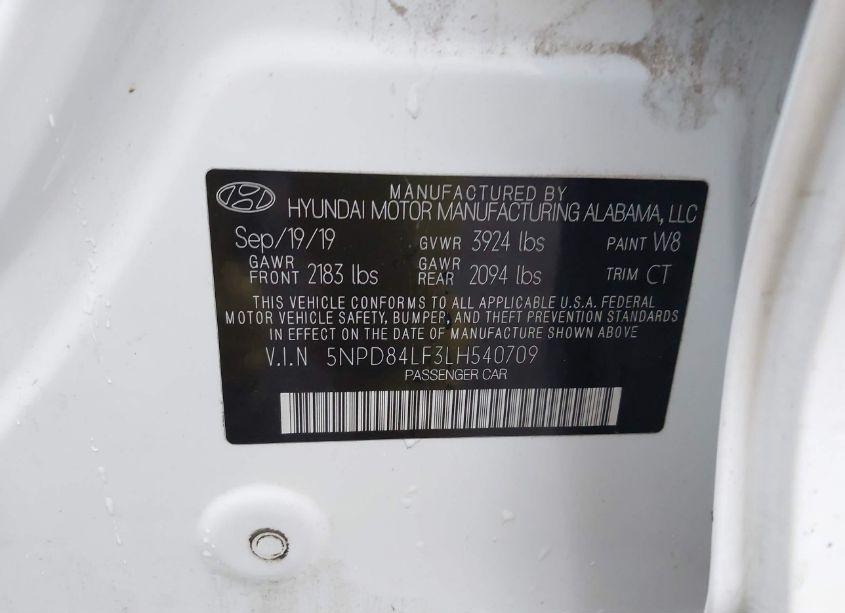 MANUFACTURED BY
HYUNDAI MOTOR MANUFACTURING ALABAMA, LLC
Sep/19/19 GVWR 3924 lbs PAINT W8
GAWR FRONT 2183 lbs GAWR REAR 2094 lbs TRIM CT
THIS VEHICLE CONFORMS TO ALL APPLICABLE U.S.A. FEDERAL
MOTOR VEHICLE SAFETY, BUMPER, AND THEFT PREVENTION STANDARDS
IN EFFECT ON THE DATE OF MANUFACTURE SHOWN ABOVE
V.I.N 5NPD84LF3LH540709
PASSENGER CAR